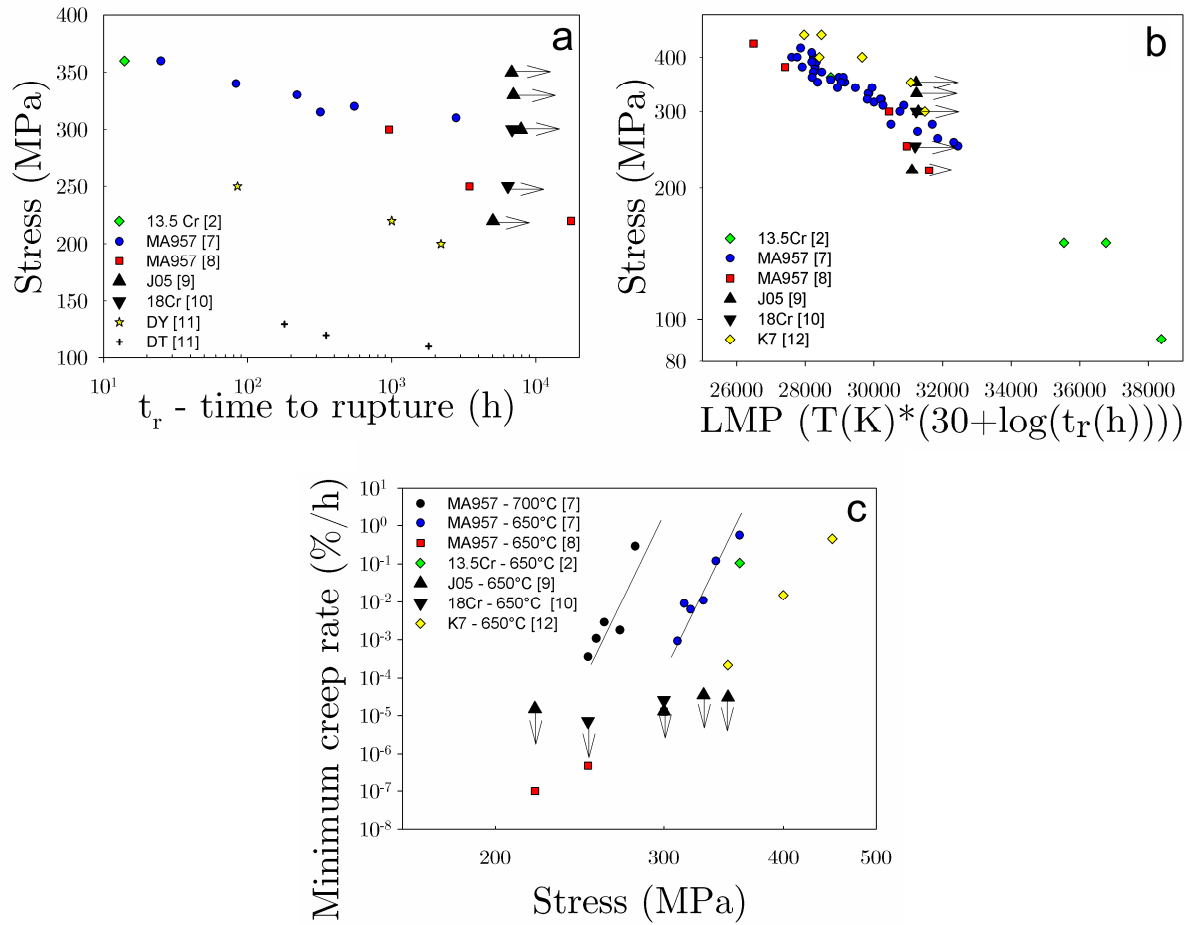 a
400
350
300
250
200
150
100
Stress (MPa)
13.5 Cr [2]
MA957 [7]
MA957 [8]
J05 [9]
18Cr [10]
DY [11]
DT [11]
10¹ 10² 10³ 10⁴
tᵣ - time to rupture (h)
b
400
300
200
100
80
Stress (MPa)
13.5Cr [2]
MA957 [7]
MA957 [8]
J05 [9]
18Cr [10]
K7 [12]
26000 28000 30000 32000 34000 36000 38000
LMP (T(K)*(30+log(tᵣ(h))))
c
10¹
10⁰
10⁻¹
10⁻²
10⁻³
10⁻⁴
10⁻⁵
10⁻⁶
10⁻⁷
10⁻⁸
Minimum creep rate (%/h)
MA957 - 700°C [7]
MA957 - 650°C [7]
MA957 - 650°C [8]
13.5Cr - 650°C [2]
J05 - 650°C [9]
18Cr - 650°C [10]
K7 - 650°C [12]
200 300 400 500
Stress (MPa)